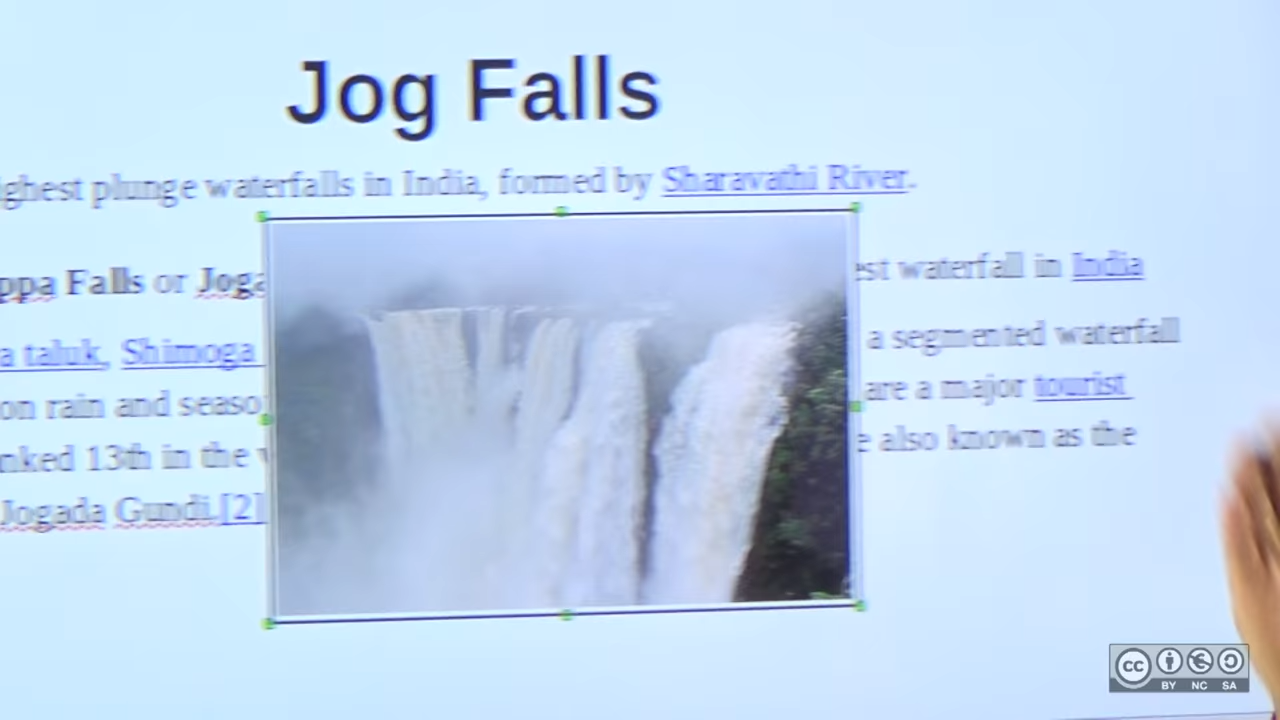 Jog Falls
ghest plunge waterfalls in India, formed by Sharavathi River.
ppa Falls or Joga est waterfall in India
a taluk, Shimoga a segmented waterfall
on rain and seaso are a major tourist
nked 13th in the w e also known as the
Jogada Gundi.[2]
cc BY NC SA